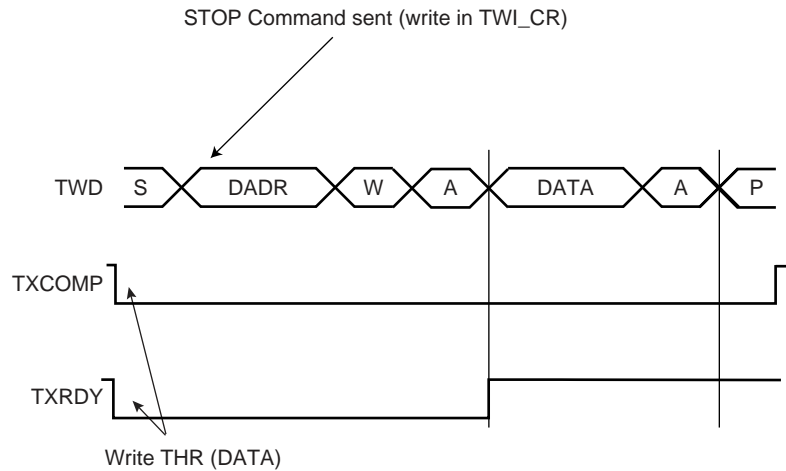 STOP Command sent (write in TWI_CR)
TWD S DADR W A DATA A P
TXCOMP
TXRDY
Write THR (DATA)